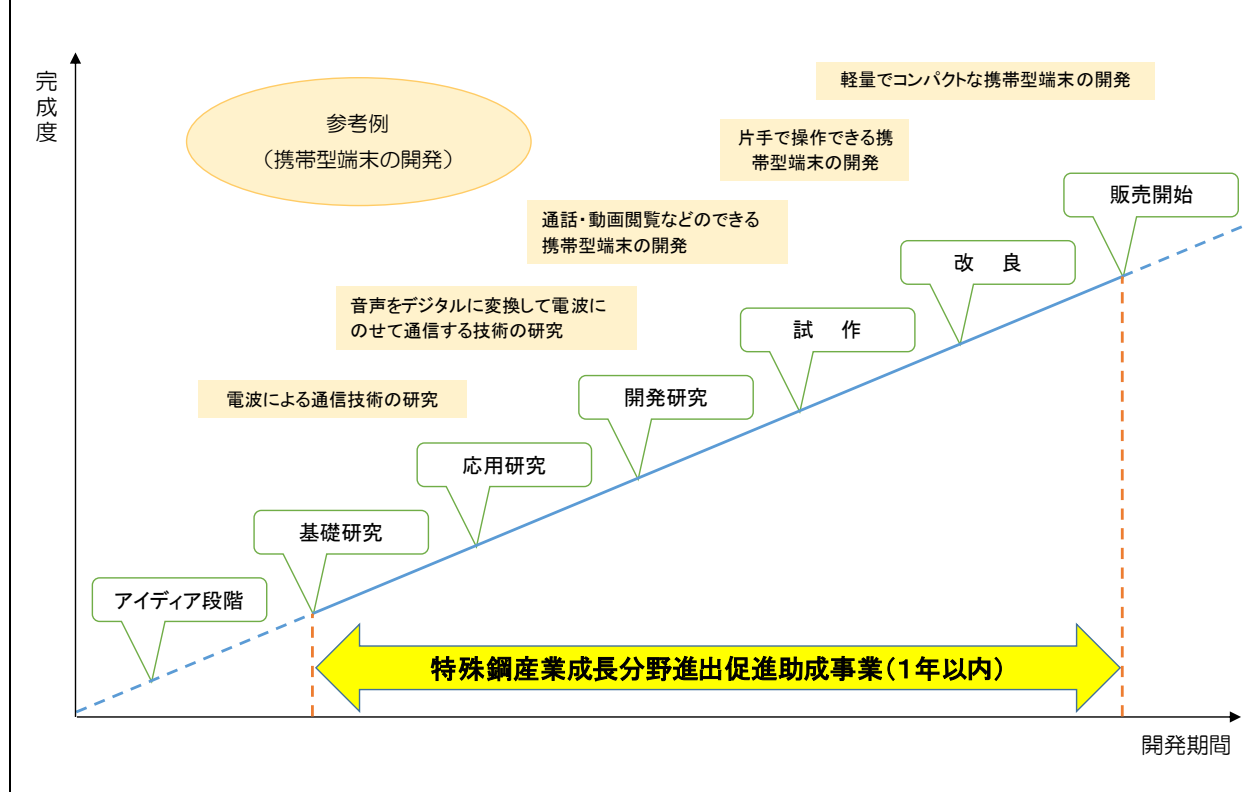 完成度
参考例
（携帯型端末の開発）
軽量でコンパクトな携帯型端末の開発
片手で操作できる携
帯型端末の開発
販売開始
通話・動画閲覧などのできる
携帯型端末の開発
改　良
音声をデジタルに変換して電波に
のせて通信する技術の研究
試　作
電波による通信技術の研究
開発研究
応用研究
基礎研究
アイディア段階
特殊鋼産業成長分野進出促進助成事業（１年以内）
開発期間